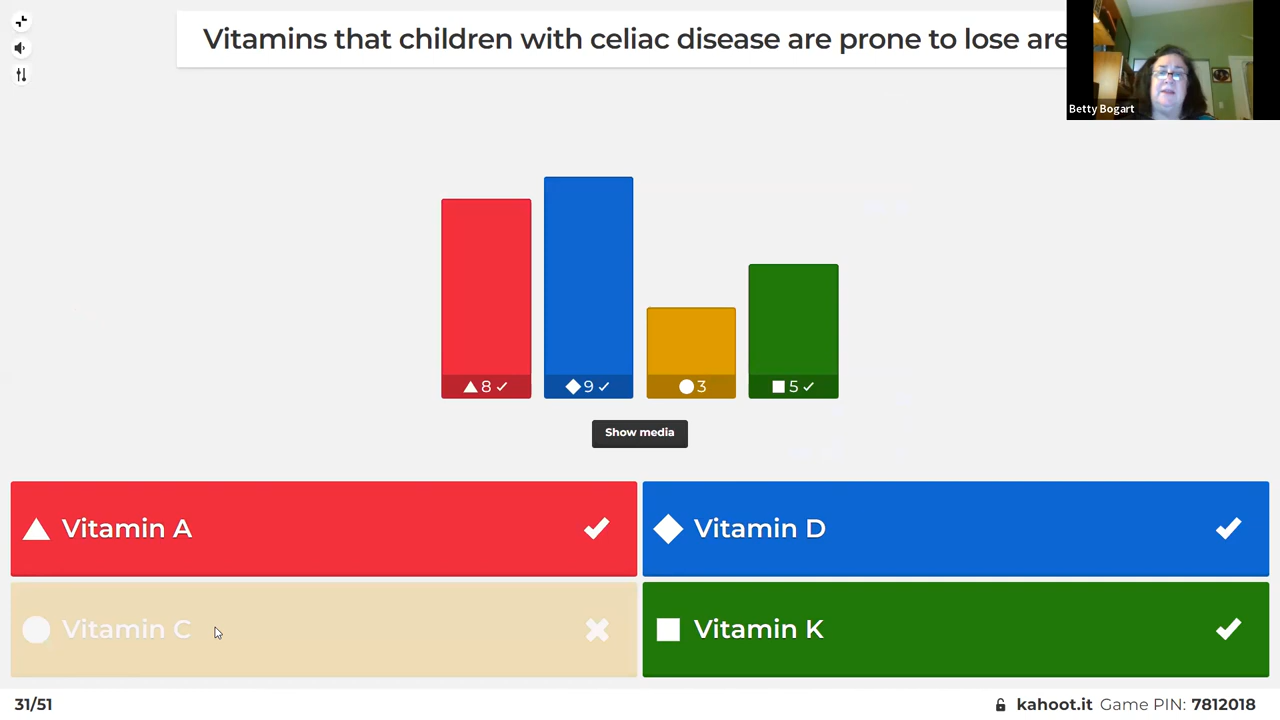 Vitamins that children with celiac disease are prone to lose are
Betty Bogart
8
9
3
5
Show media
Vitamin A
Vitamin D
Vitamin C
Vitamin K
31/51
kahoot.it Game PIN: 7812018